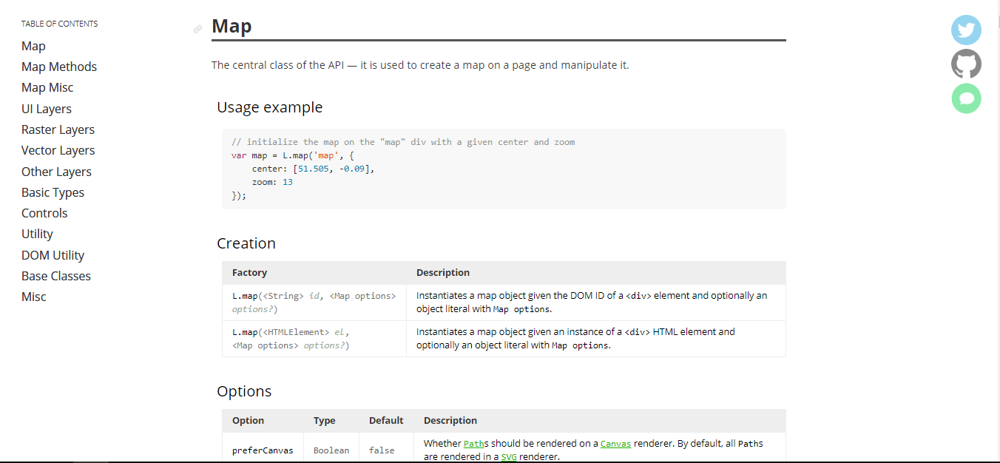 TABLE OF CONTENTS
Map
Map Methods
Map Misc
UI Layers
Raster Layers
Vector Layers
Other Layers
Basic Types
Controls
Utility
DOM Utility
Base Classes
Misc
Map
The central class of the API — it is used to create a map on a page and manipulate it.
Usage example
// initialize the map on the "map" div with a given center and zoom
var map = L.map('map', {
    center: [51.505, -0.09],
    zoom: 13
});
Creation
Factory Description
L.map(<String> id, <Map options> Instantiates a map object given the DOM ID of a <div> element and optionally an
options?) object literal with Map options.
L.map(<HTMLElement> el, Instantiates a map object given an instance of a <div> HTML element and
<Map options> options?) optionally an object literal with Map options.
Options
Option Type Default Description
preferCanvas Boolean false Whether Paths should be rendered on a Canvas renderer. By default, all Paths
are rendered in a SVG renderer.